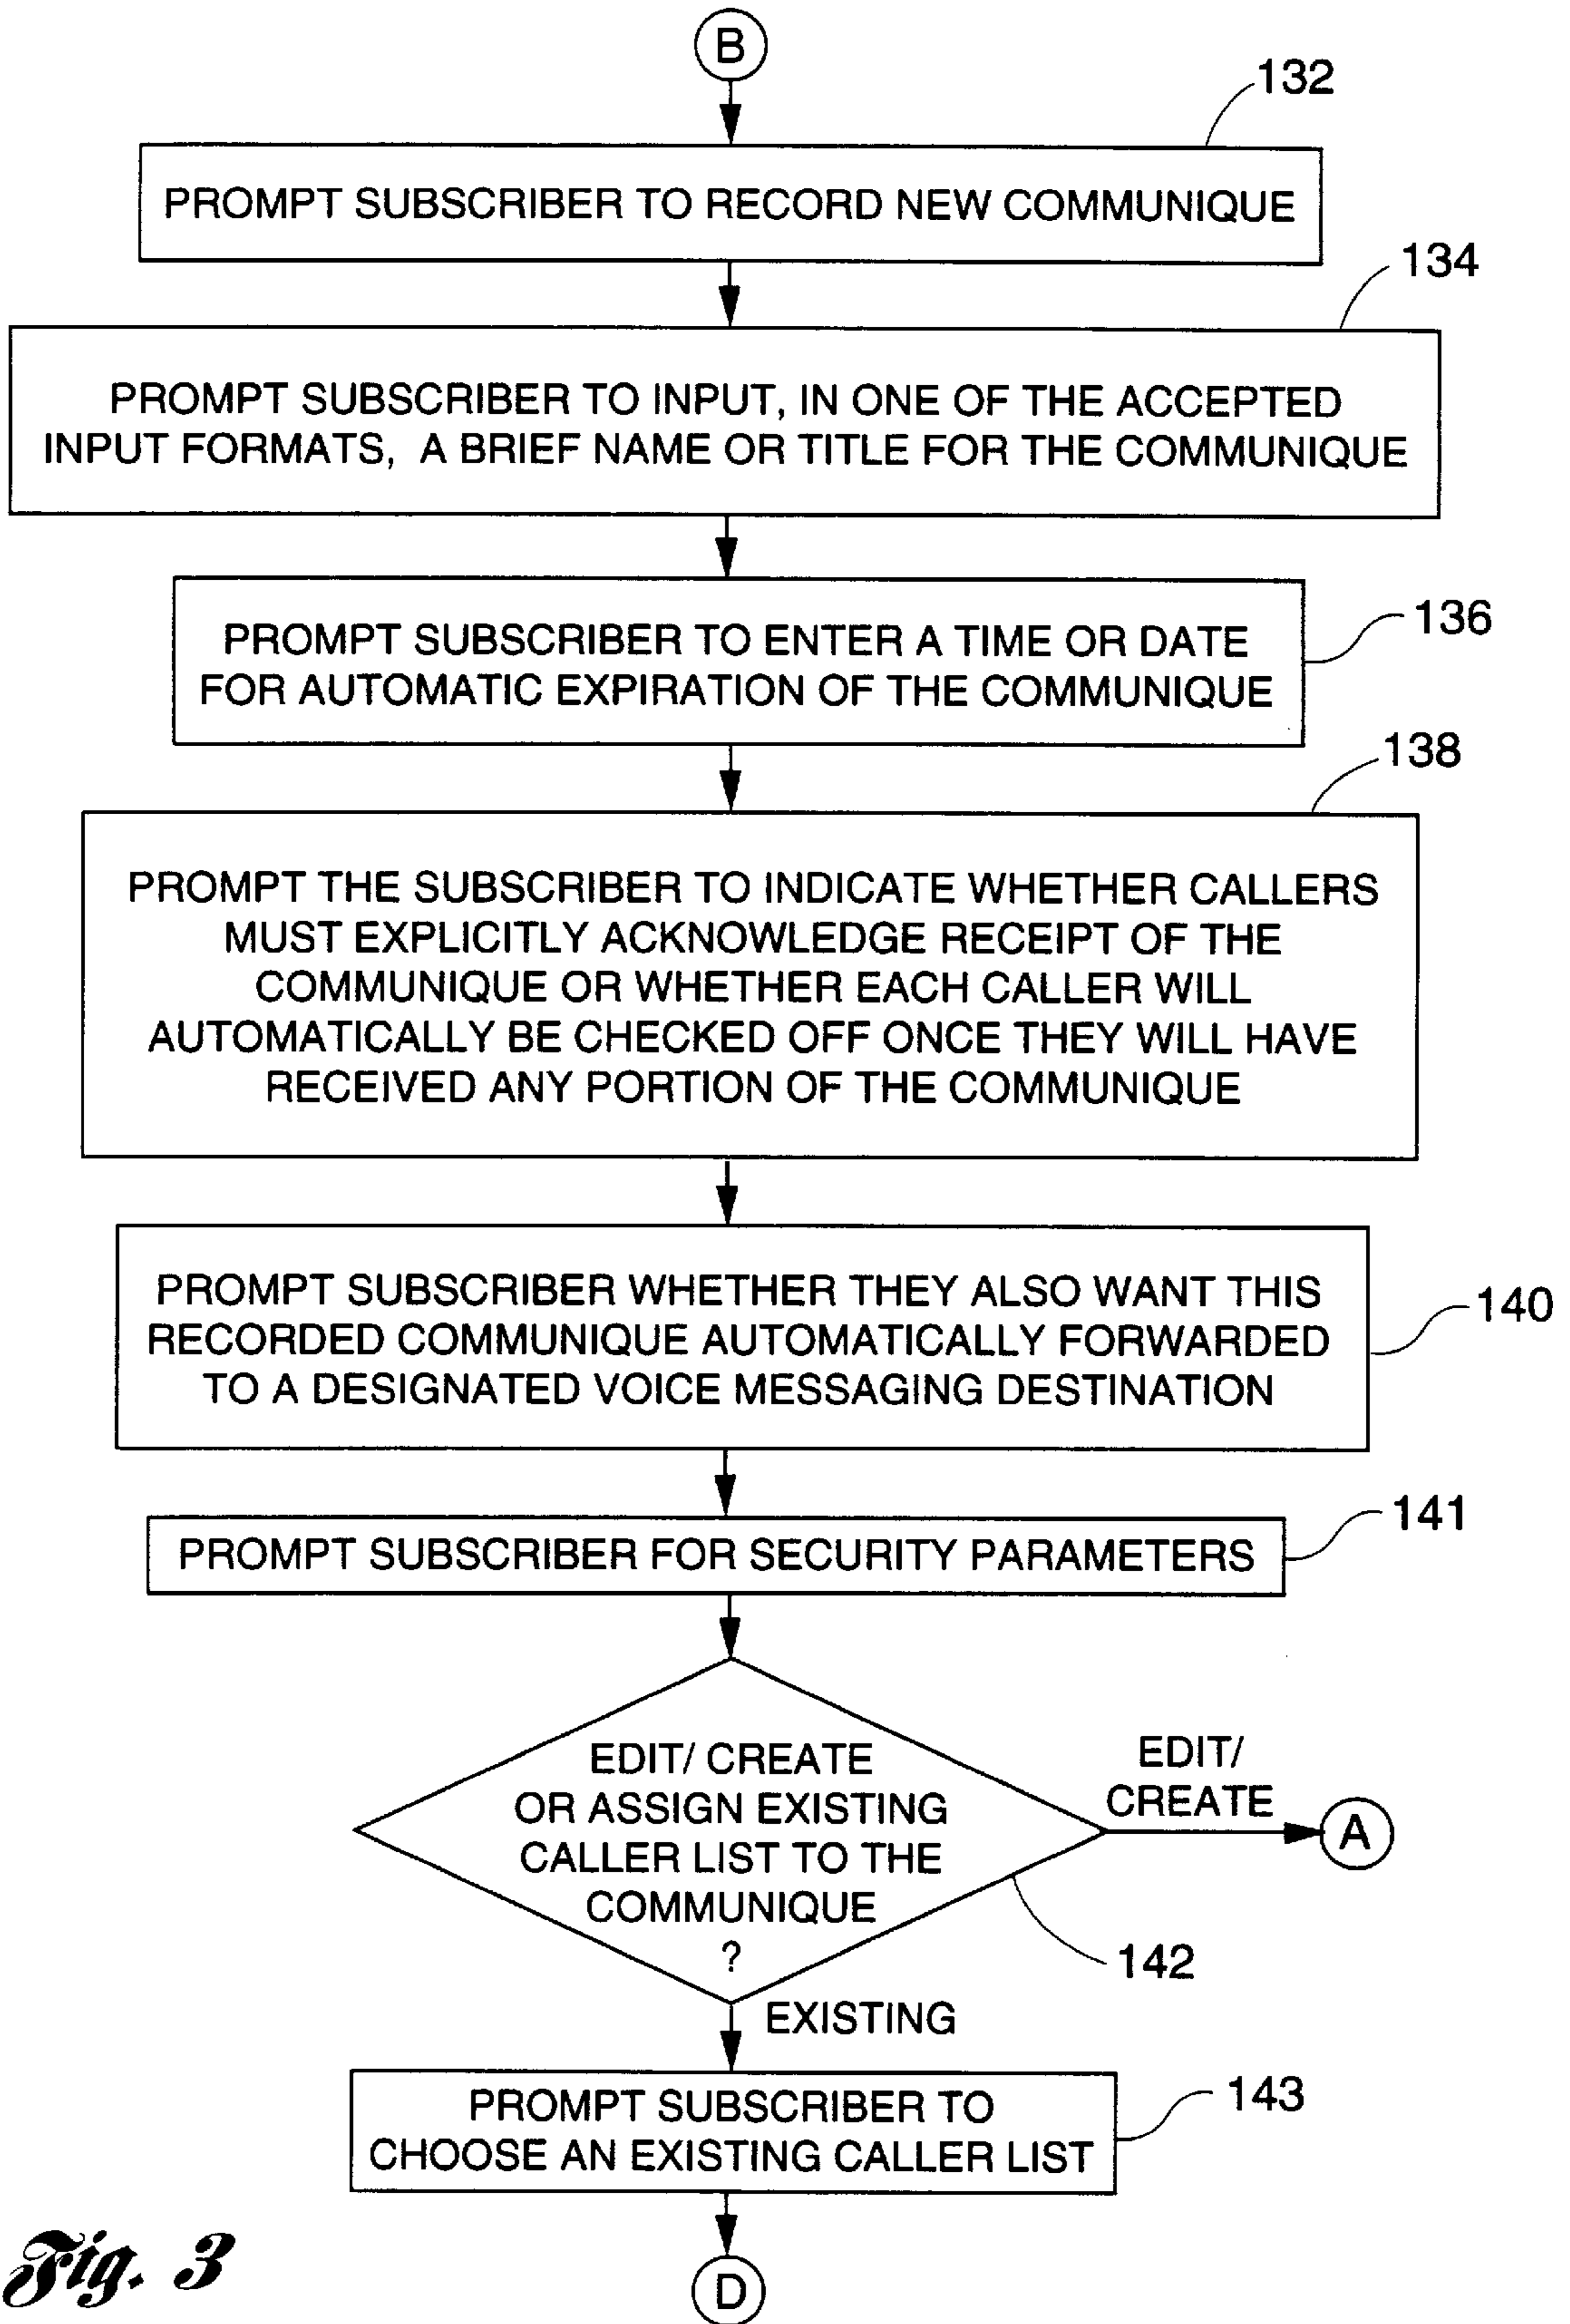 B
132
PROMPT SUBSCRIBER TO RECORD NEW COMMUNIQUE
134
PROMPT SUBSCRIBER TO INPUT, IN ONE OF THE ACCEPTED
INPUT FORMATS, A BRIEF NAME OR TITLE FOR THE COMMUNIQUE
136
PROMPT SUBSCRIBER TO ENTER A TIME OR DATE
FOR AUTOMATIC EXPIRATION OF THE COMMUNIQUE
138
PROMPT THE SUBSCRIBER TO INDICATE WHETHER CALLERS
MUST EXPLICITLY ACKNOWLEDGE RECEIPT OF THE
COMMUNIQUE OR WHETHER EACH CALLER WILL
AUTOMATICALLY BE CHECKED OFF ONCE THEY WILL HAVE
RECEIVED ANY PORTION OF THE COMMUNIQUE
PROMPT SUBSCRIBER WHETHER THEY ALSO WANT THIS
RECORDED COMMUNIQUE AUTOMATICALLY FORWARDED
TO A DESIGNATED VOICE MESSAGING DESTINATION
140
141
PROMPT SUBSCRIBER FOR SECURITY PARAMETERS
EDIT/ CREATE
OR ASSIGN EXISTING
CALLER LIST TO THE
COMMUNIQUE
?
EDIT/
CREATE
A
142
EXISTING
PROMPT SUBSCRIBER TO
CHOOSE AN EXISTING CALLER LIST
143
D
Fig. 3